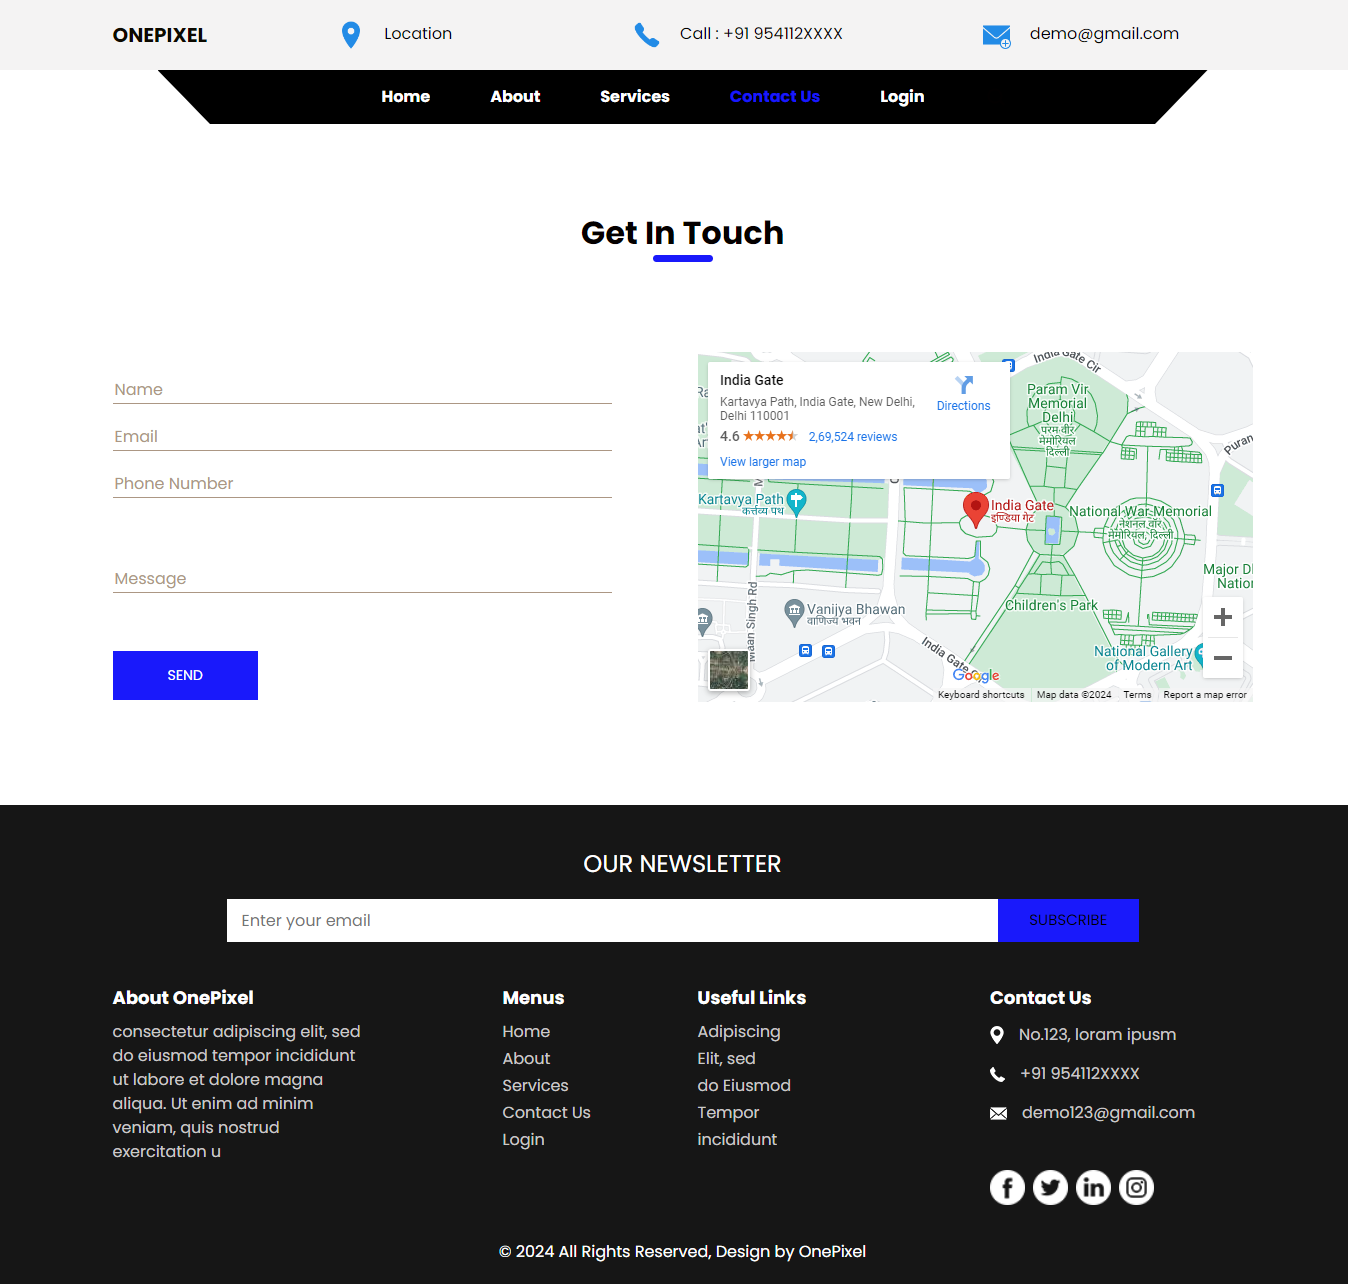 ONEPIXEL
Location
Call : +91 954112XXXX
demo@gmail.com
Home About Services Contact Us Login
Get In Touch
Name
Email
Phone Number
Message
SEND
India Gate
Kartavya Path, India Gate, New Delhi,
Delhi 110001
4.6 2,69,524 reviews
View larger map
Directions
India Gate Cir
Param Vir
Memorial
Delhi
परम वीर
मेमोरियल
दिल्ली
Puran
Kartavya Path
कर्त्तव्य पथ
India Gate
इण्डिया गेट
National War Memorial
नेशनल वॉर
मेमोरियल, दिल्ली
Maan Singh Rd
Vanijya Bhawan
वाणिज्य भवन
Children's Park
India Gate
National Gallery
of Modern Art
Google
Keyboard shortcuts Map data ©2024 Terms Report a map error
OUR NEWSLETTER
Enter your email
SUBSCRIBE
About OnePixel
consectetur adipiscing elit, sed
do eiusmod tempor incididunt
ut labore et dolore magna
aliqua. Ut enim ad minim
veniam, quis nostrud
exercitation u
Menus
Home
About
Services
Contact Us
Login
Useful Links
Adipiscing
Elit, sed
do Eiusmod
Tempor
incididunt
Contact Us
No.123, loram ipusm
+91 954112XXXX
demo123@gmail.com
© 2024 All Rights Reserved, Design by OnePixel